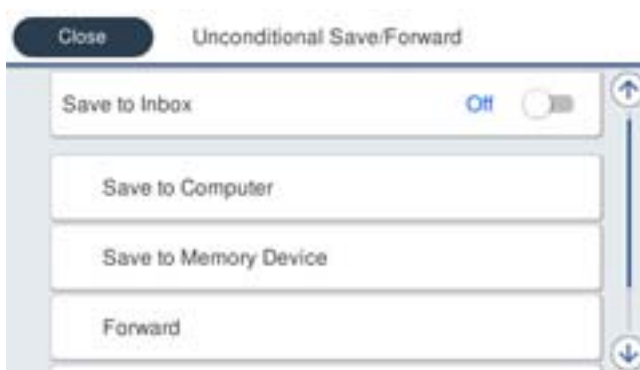 Close
Unconditional Save/Forward
Save to Inbox
Off
Save to Computer
Save to Memory Device
Forward